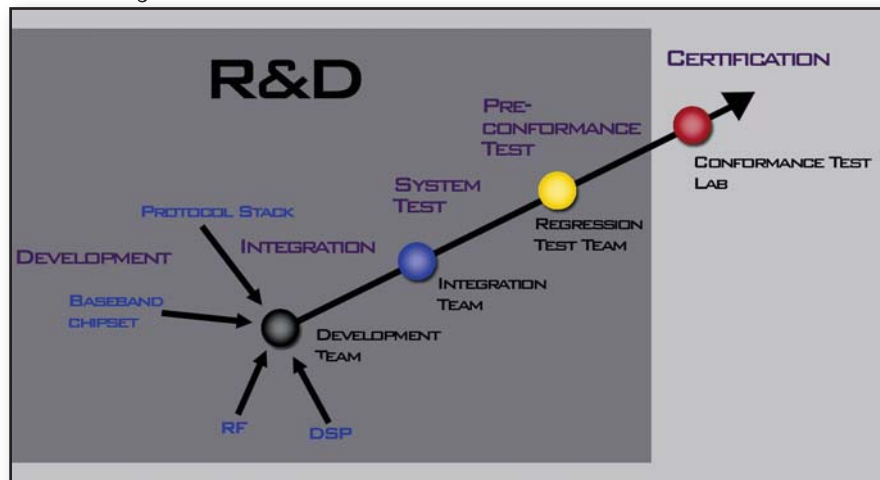 R&D
CERTIFICATION
PRE-
CONFORMANCE
TEST
CONFORMANCE TEST
LAB
SYSTEM
TEST
PROTOCOL STACK
REGRESSION
TEST TEAM
DEVELOPMENT
INTEGRATION
INTEGRATION
TEAM
BASEBAND
CHIPSET
DEVELOPMENT
TEAM
RF
DSP